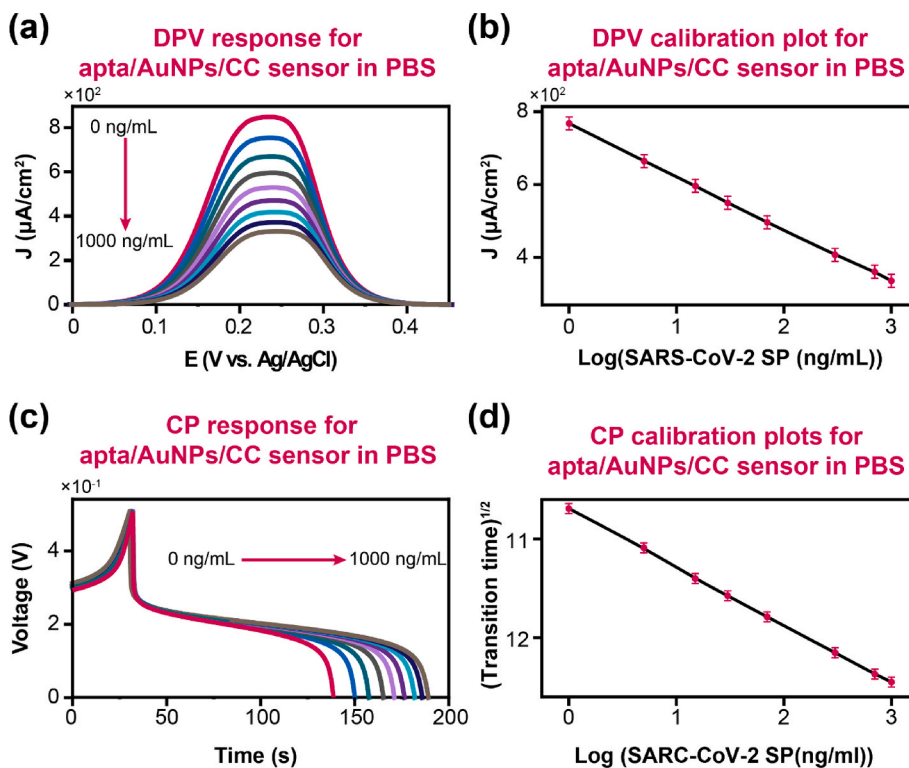 (a)
DPV response for
apta/AuNPs/CC sensor in PBS
×10²
8
6
4
2
0
J (µA/cm²)
0 ng/mL
1000 ng/mL
0 0.1 0.2 0.3 0.4
E (V vs. Ag/AgCl)
(b)
DPV calibration plot for
apta/AuNPs/CC sensor in PBS
×10²
8
6
4
J (µA/cm²)
0 1 2 3
Log(SARS-CoV-2 SP (ng/mL))
(c)
CP response for
apta/AuNPs/CC sensor in PBS
×10⁻¹
4
2
0
Voltage (V)
0 ng/mL 1000 ng/mL
0 50 100 150 200
Time (s)
(d)
CP calibration plots for
apta/AuNPs/CC sensor in PBS
11
12
(Transition time)¹/²
0 1 2 3
Log (SARC-CoV-2 SP(ng/ml))